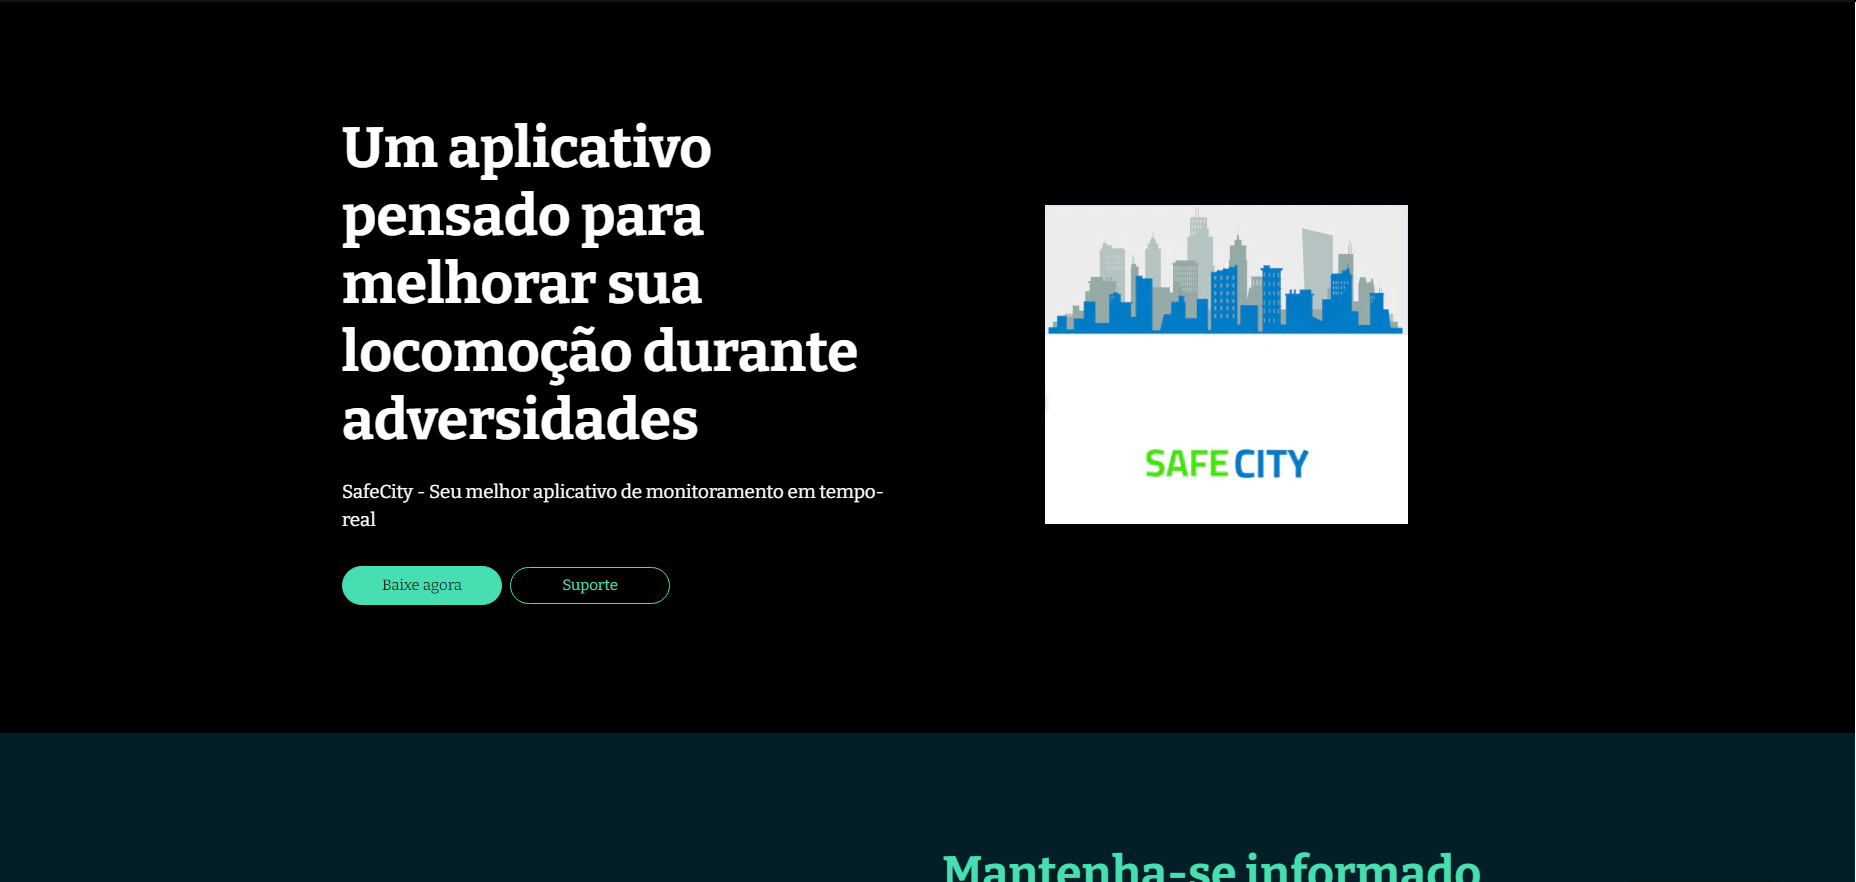 Um aplicativo
pensado para
melhorar sua
locomoção durante
adversidades
SafeCity - Seu melhor aplicativo de monitoramento em tempo-
real
Baixe agora
Suporte
SAFE CITY
Mantenha-se informado